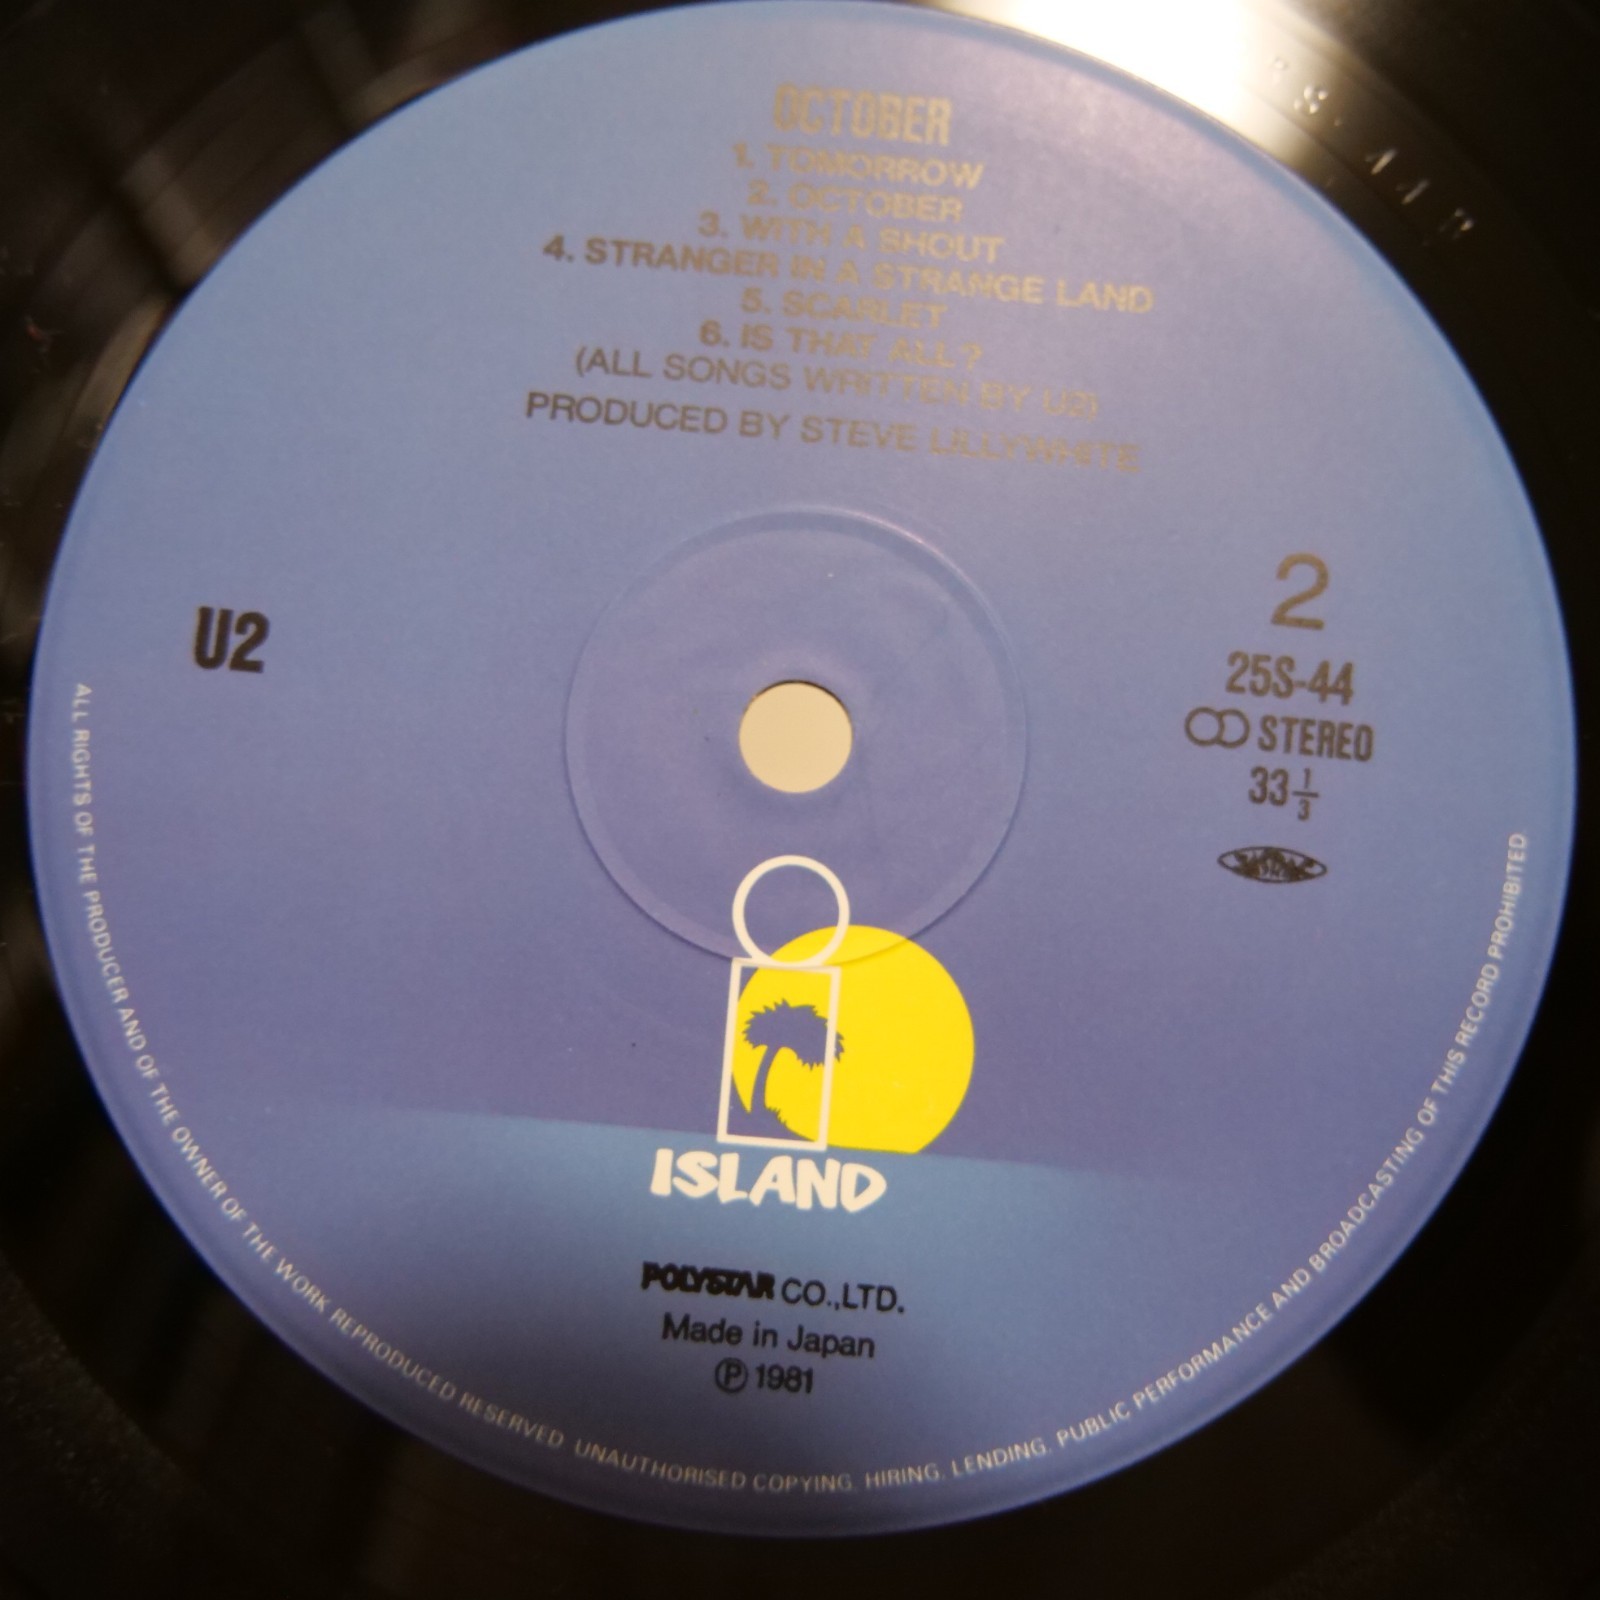 OCTOBER
1. TOMORROW
2. OCTOBER
3. WITH A SHOUT
4. STRANGER IN A STRANGE LAND
5. SCARLET
6. IS THAT ALL?
(ALL SONGS WRITTEN BY U2)
PRODUCED BY STEVE LILLYWHITE
U2
2
25S-44
STEREO
33 1/3
ISLAND
POLYSTAR CO.,LTD.
Made in Japan
Ⓟ 1981
ALL RIGHTS OF THE PRODUCER AND OF THE OWNER OF THE WORK REPRODUCED RESERVED UNAUTHORISED COPYING. HIRING. LENDING. PUBLIC PERFORMANCE AND BROADCASTING OF THIS RECORD PROHIBITED